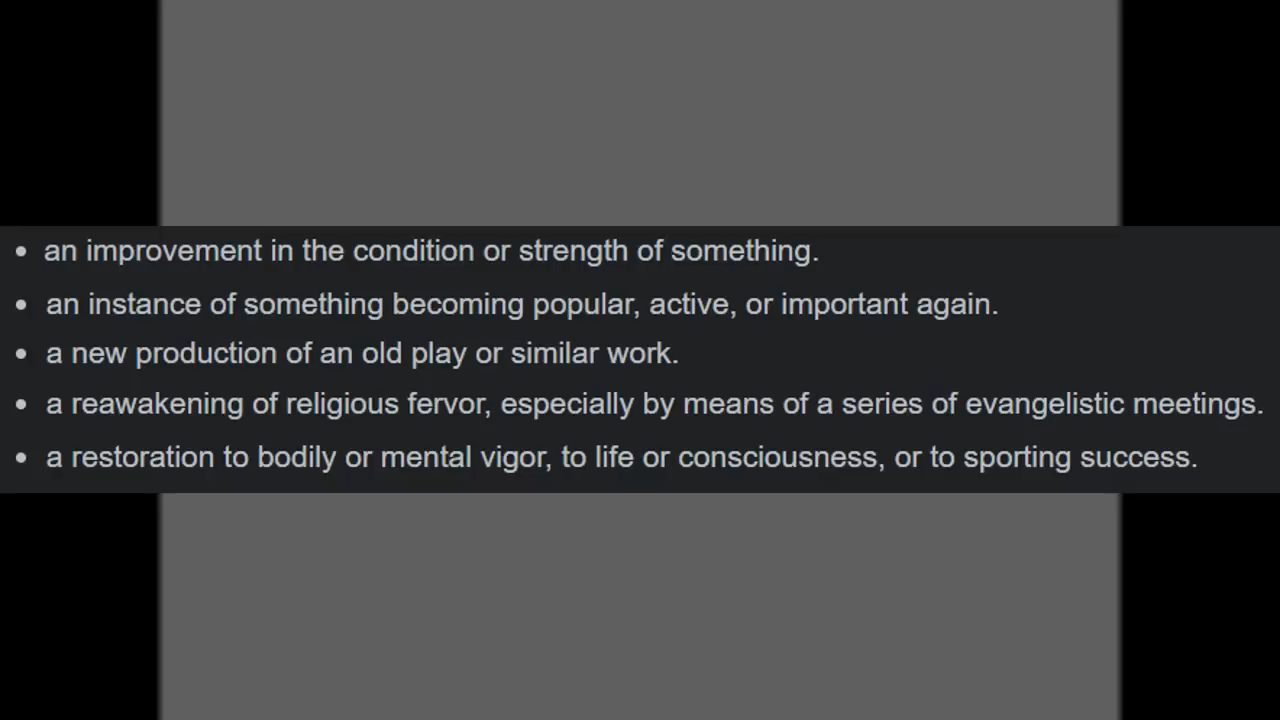 • an improvement in the condition or strength of something.
• an instance of something becoming popular, active, or important again.
• a new production of an old play or similar work.
• a reawakening of religious fervor, especially by means of a series of evangelistic meetings.
• a restoration to bodily or mental vigor, to life or consciousness, or to sporting success.